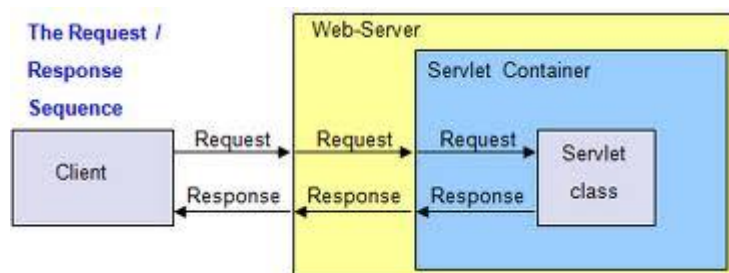 The Request /
Response
Sequence
Web-Server
Servlet Container
Request Request Request
Client
Servlet
class
Response Response Response